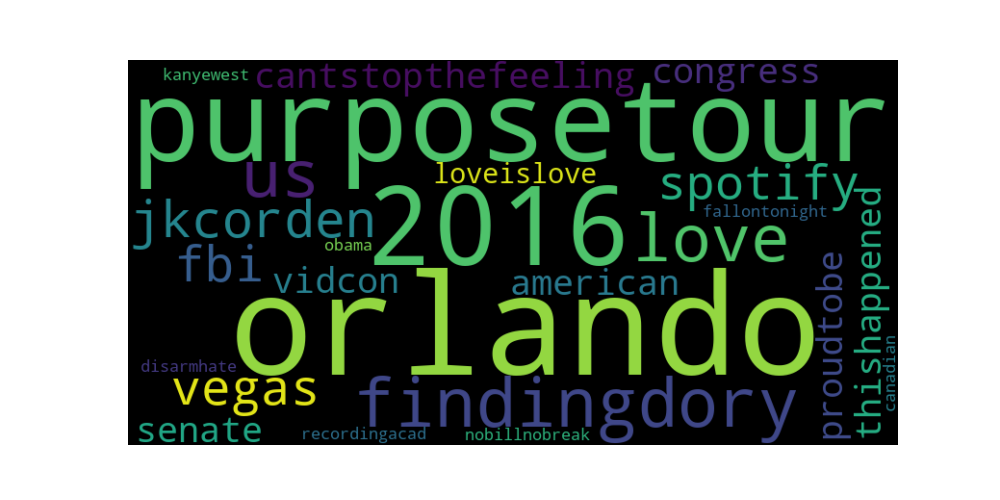 kanyewest
cantstopthefeeling
congress
purposetour
us
loveislove
spotify
jkcorden
2016
fallontonight
obama
love
fbi
vidcon
american
orlando
proudtobe
thishappened
canadian
disarmhate
vegas
findingdory
senate
recordingacad
nobillnobreak